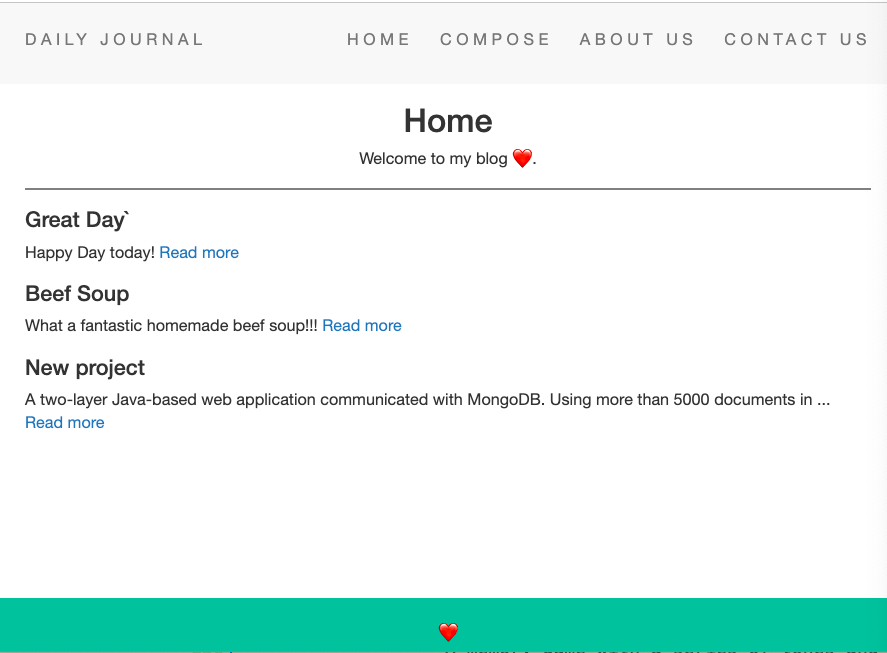 DAILY JOURNAL HOME COMPOSE ABOUT US CONTACT US
Home
Welcome to my blog ❤️.
Great Day`
Happy Day today! Read more
Beef Soup
What a fantastic homemade beef soup!!! Read more
New project
A two-layer Java-based web application communicated with MongoDB. Using more than 5000 documents in ...
Read more
❤️